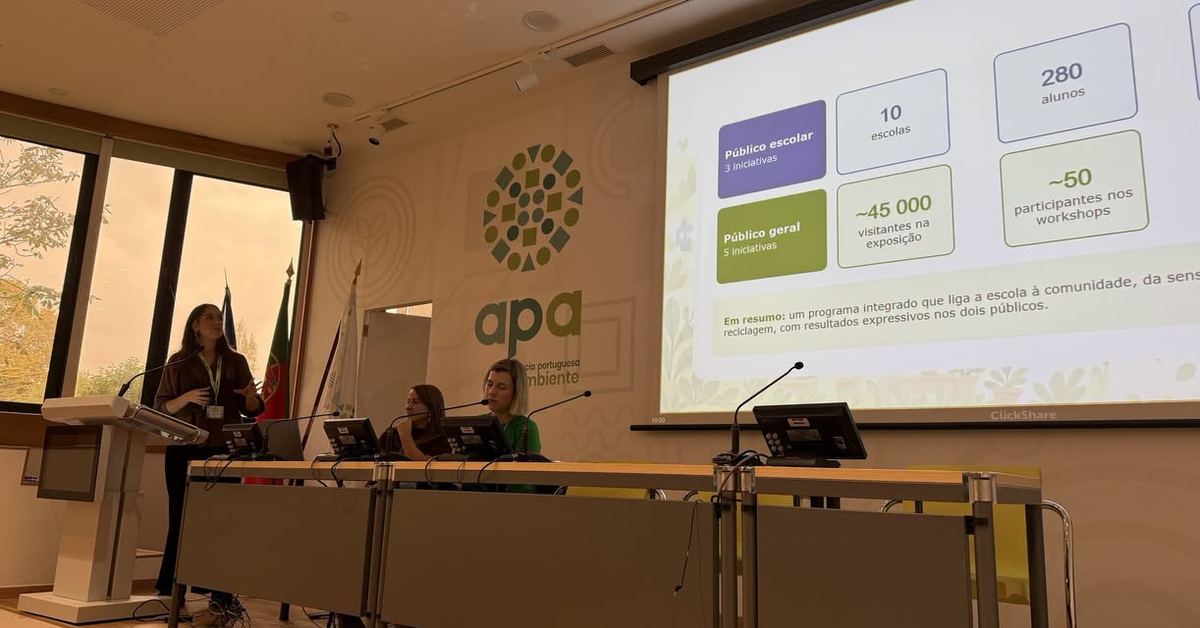 Público escolar
3 iniciativas
10
escolas
280
alunos
Público geral
5 iniciativas
~45 000
visitantes na
exposição
~50
participantes nos
workshops
Em resumo: um programa integrado que liga a escola à comunidade, da sens
reciclagem, com resultados expressivos nos dois públicos.
ClickShare
apa
cia portuguesa
mbiente